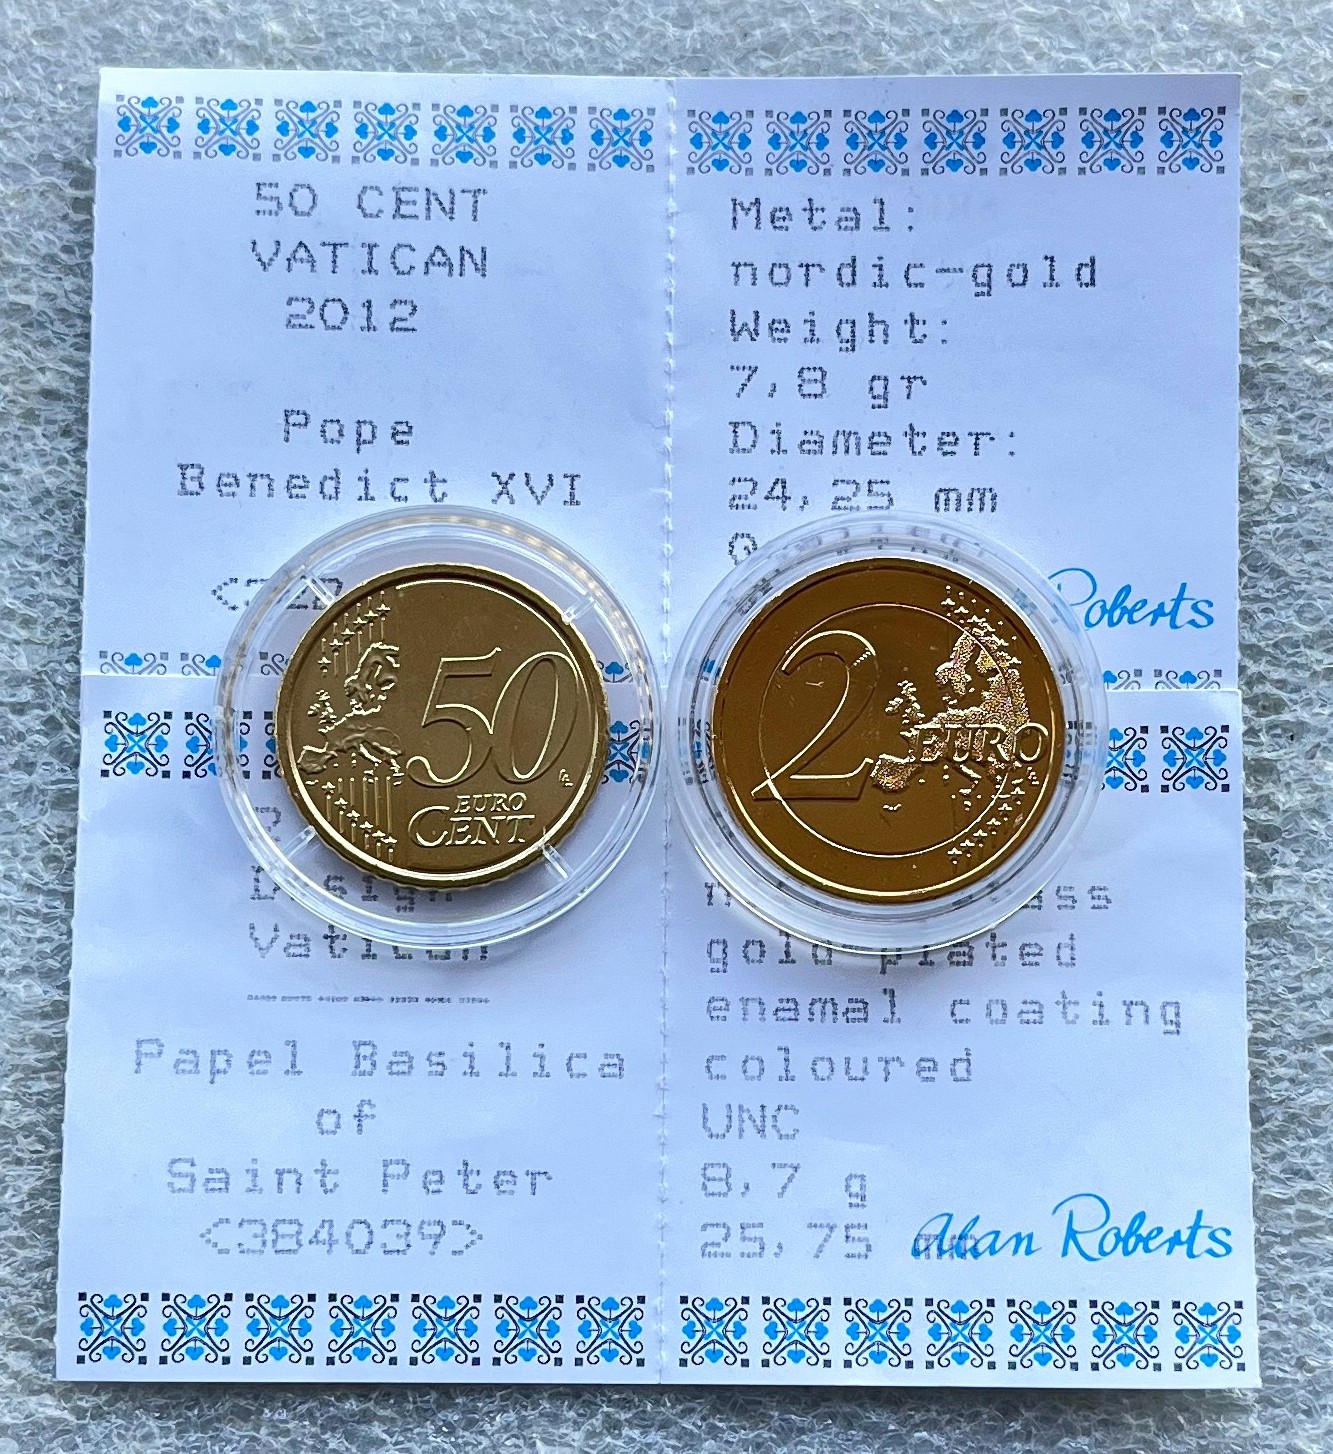 50 CENT
VATICAN
2012
Pope
Benedict XVI
Metal:
nordic-gold
Weight:
7,8 gr
Diameter:
24,25 mm
Roberts
50
EURO
CENT
2
EURO
Vatican
Papel Basilica
of
Saint Peter
<384039>
gold plated
enamal coating
coloured
UNC
8,7 g
25,75 mm
Alan Roberts